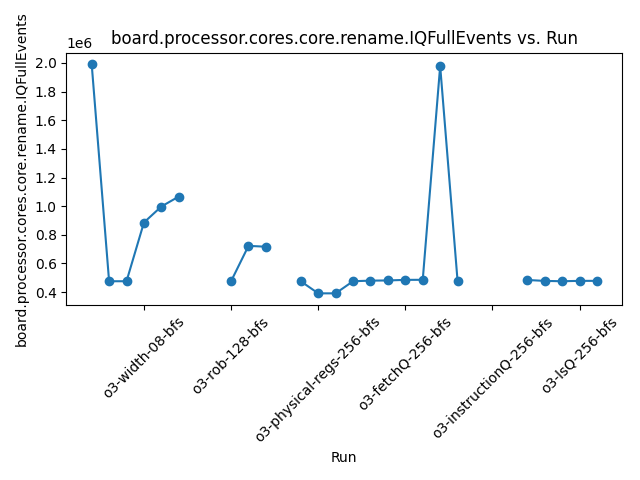 board.processor.cores.core.rename.IQFullEvents vs. Run
1e6
board.processor.cores.core.rename.IQFullEvents
2.0
1.8
1.6
1.4
1.2
1.0
0.8
0.6
0.4
o3-width-08-bfs
o3-rob-128-bfs
o3-physical-regs-256-bfs
o3-fetchQ-256-bfs
o3-instructionQ-256-bfs
o3-lsQ-256-bfs
Run